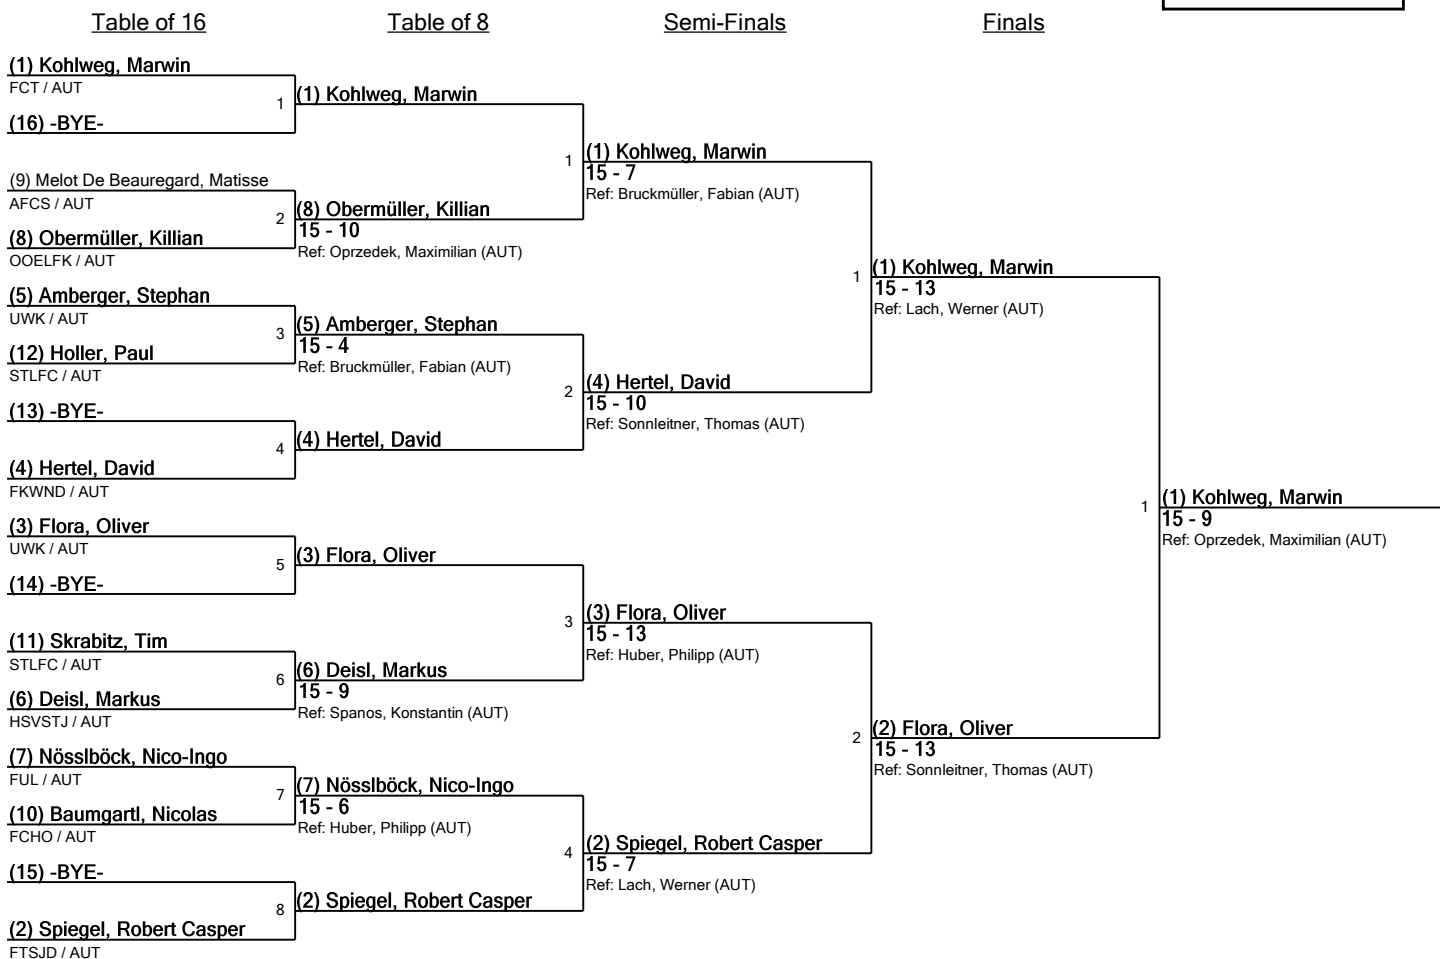 Table of 16
Table of 8
Semi-Finals
Finals
(1) Kohlweg, Marwin
FCT / AUT
1
(16) -BYE-
(9) Melot De Beauregard, Matisse
AFCS / AUT
2
(8) Obermüller, Killian
OOELFK / AUT
(5) Amberger, Stephan
UWK / AUT
3
(12) Holler, Paul
STLFC / AUT
(13) -BYE-
4
(4) Hertel, David
FKWND / AUT
(3) Flora, Oliver
UWK / AUT
5
(14) -BYE-
(11) Skrabitz, Tim
STLFC / AUT
6
(6) Deisl, Markus
HSVSTJ / AUT
(7) Nösslböck, Nico-Ingo
FUL / AUT
7
(10) Baumgartl, Nicolas
FCHO / AUT
(15) -BYE-
8
(2) Spiegel, Robert Casper
FTSJD / AUT
(1) Kohlweg, Marwin
1
(8) Obermüller, Killian
15 - 10
Ref: Oprzedek, Maximilian (AUT)
(5) Amberger, Stephan
15 - 4
Ref: Bruckmüller, Fabian (AUT)
2
(4) Hertel, David
(3) Flora, Oliver
3
(6) Deisl, Markus
15 - 9
Ref: Spanos, Konstantin (AUT)
(7) Nösslböck, Nico-Ingo
15 - 6
Ref: Huber, Philipp (AUT)
4
(2) Spiegel, Robert Casper
(1) Kohlweg, Marwin
15 - 7
Ref: Bruckmüller, Fabian (AUT)
1
(4) Hertel, David
15 - 10
Ref: Sonnleitner, Thomas (AUT)
(3) Flora, Oliver
15 - 13
Ref: Huber, Philipp (AUT)
2
(2) Spiegel, Robert Casper
15 - 7
Ref: Lach, Werner (AUT)
(1) Kohlweg, Marwin
15 - 13
Ref: Lach, Werner (AUT)
1
(2) Flora, Oliver
15 - 13
Ref: Sonnleitner, Thomas (AUT)
(1) Kohlweg, Marwin
15 - 9
Ref: Oprzedek, Maximilian (AUT)